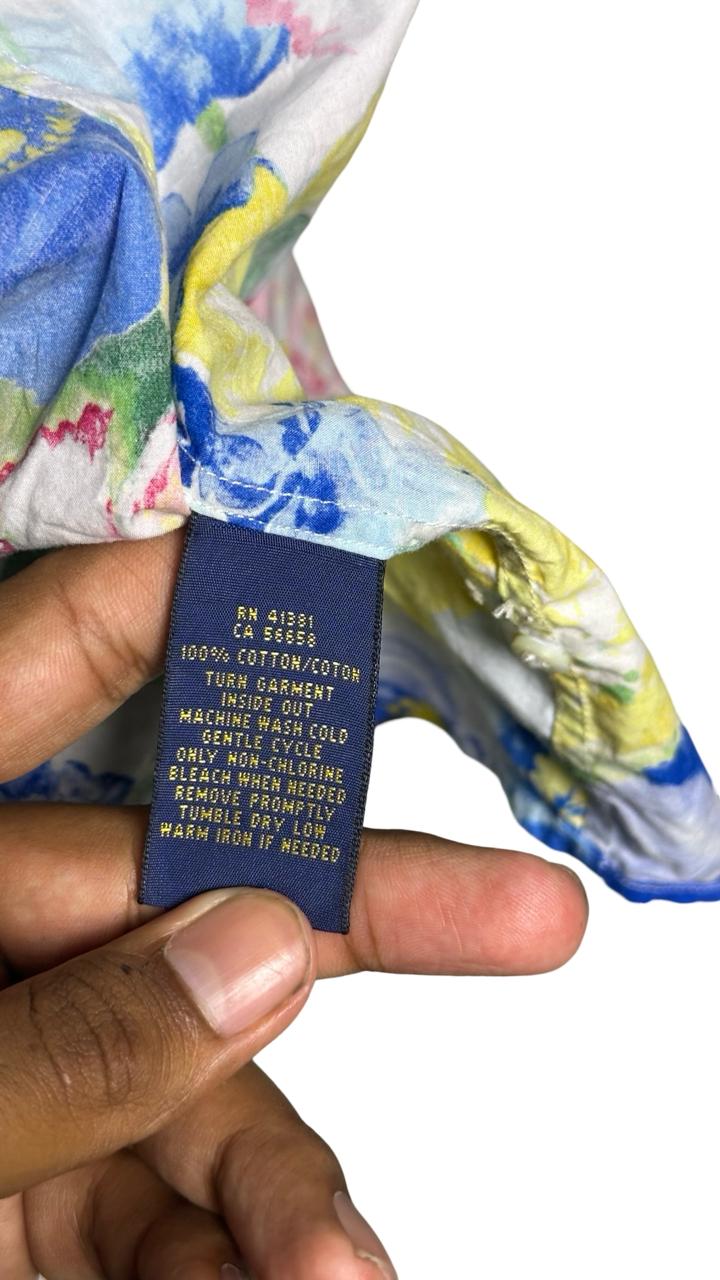 RN 41381
CA 56658
100% COTTON/COTON
TURN GARMENT
INSIDE OUT
MACHINE WASH COLD
GENTLE CYCLE
ONLY NON-CHLORINE
BLEACH WHEN NEEDED
REMOVE PROMPTLY
TUMBLE DRY LOW
WARM IRON IF NEEDED